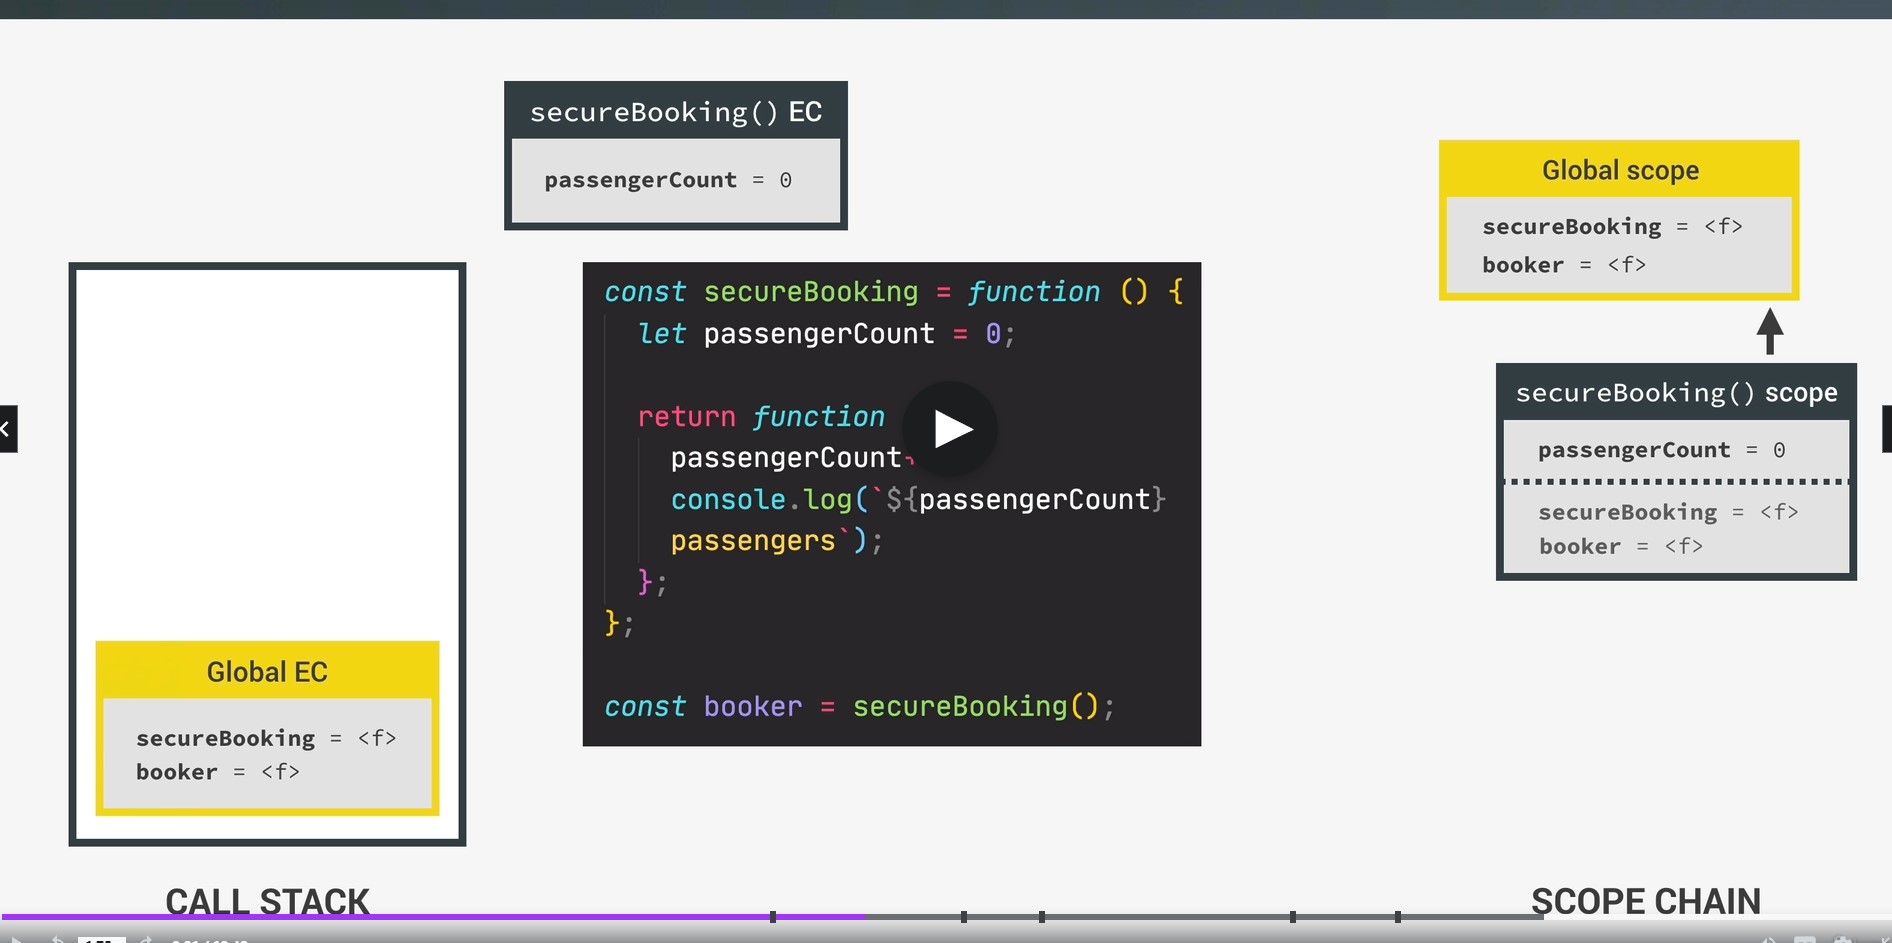 secureBooking() EC
passengerCount = 0
Global scope
secureBooking = <f>
booker = <f>
const secureBooking = function () {
let passengerCount = 0;
return function
passengerCount
console.log(`${passengerCount}
passengers`);
};
};
const booker = secureBooking();
secureBooking() scope
passengerCount = 0
secureBooking = <f>
booker = <f>
Global EC
secureBooking = <f>
booker = <f>
CALL STACK
SCOPE CHAIN